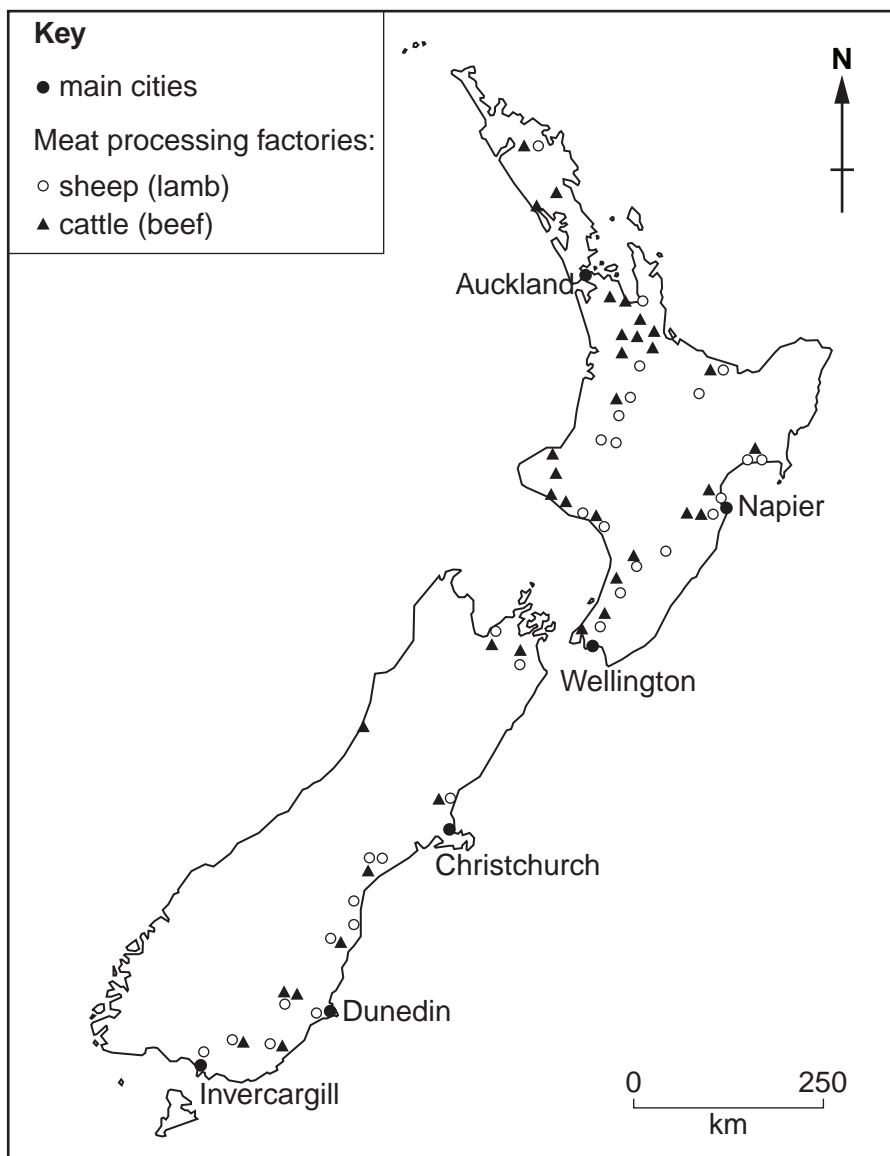 Key
main cities
Meat processing factories:
sheep (lamb)
cattle (beef)
N
Auckland
Napier
Wellington
Christchurch
Dunedin
Invercargill
0 250
km